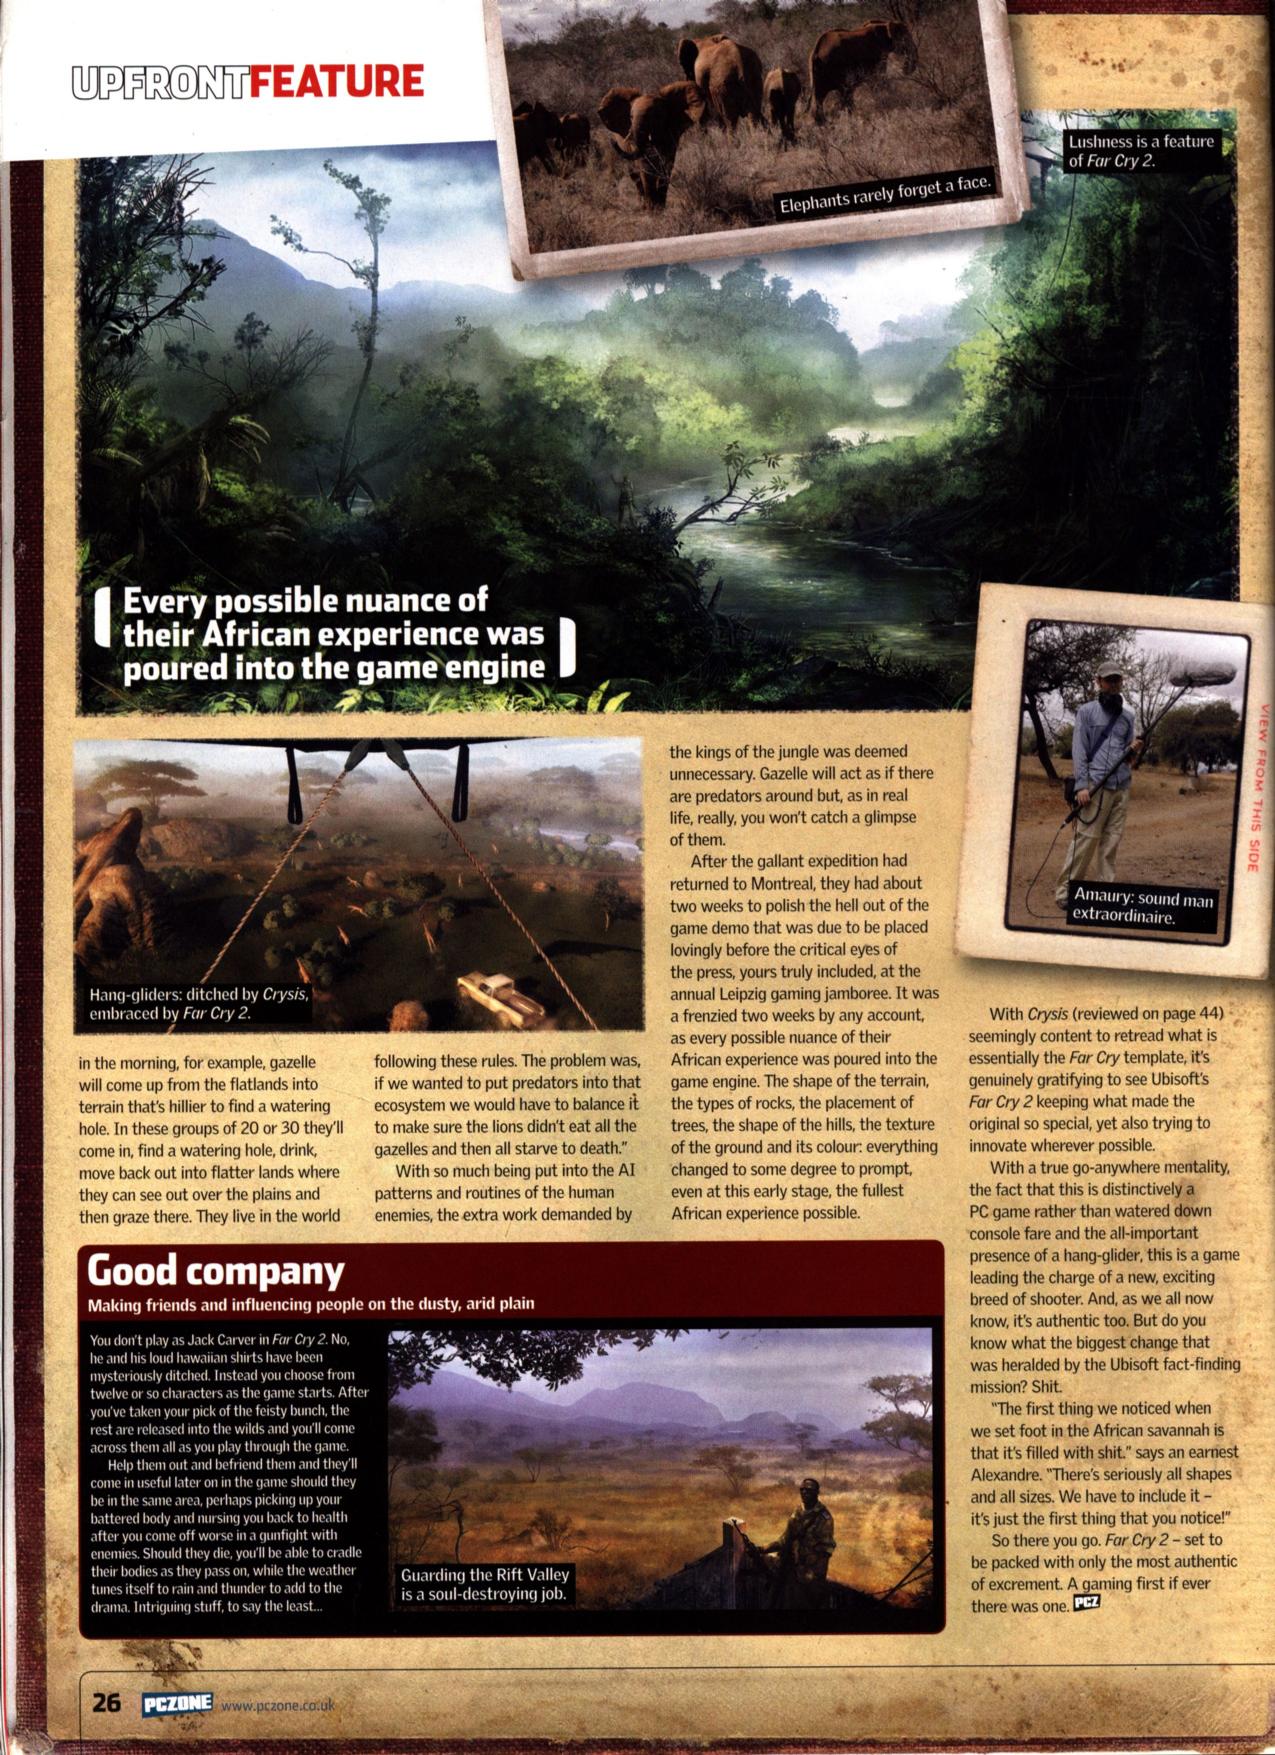 UPFRONTFEATURE
Elephants rarely forget a face.
Lushness is a feature
of Far Cry 2.
Every possible nuance of
their African experience was
poured into the game engine
VIEW FROM THIS SIDE
Amaury: sound man
extraordinaire.
Hang-gliders: ditched by Crysis,
embraced by Far Cry 2.
in the morning, for example, gazelle
will come up from the flatlands into
terrain that's hillier to find a watering
hole. In these groups of 20 or 30 they'll
come in, find a watering hole, drink,
move back out into flatter lands where
they can see out over the plains and
then graze there. They live in the world
following these rules. The problem was,
if we wanted to put predators into that
ecosystem we would have to balance it
to make sure the lions didn't eat all the
gazelles and then all starve to death."
With so much being put into the AI
patterns and routines of the human
enemies, the extra work demanded by
the kings of the jungle was deemed
unnecessary. Gazelle will act as if there
are predators around but, as in real
life, really, you won't catch a glimpse
of them.
After the gallant expedition had
returned to Montreal, they had about
two weeks to polish the hell out of the
game demo that was due to be placed
lovingly before the critical eyes of
the press, yours truly included, at the
annual Leipzig gaming jamboree. It was
a frenzied two weeks by any account,
as every possible nuance of their
African experience was poured into the
game engine. The shape of the terrain,
the types of rocks, the placement of
trees, the shape of the hills, the texture
of the ground and its colour: everything
changed to some degree to prompt,
even at this early stage, the fullest
African experience possible.
With Crysis (reviewed on page 44)
seemingly content to retread what is
essentially the Far Cry template, it's
genuinely gratifying to see Ubisoft's
Far Cry 2 keeping what made the
original so special, yet also trying to
innovate wherever possible.
With a true go-anywhere mentality,
the fact that this is distinctively a
PC game rather than watered down
console fare and the all-important
presence of a hang-glider, this is a game
leading the charge of a new, exciting
breed of shooter. And, as we all now
know, it's authentic too. But do you
know what the biggest change that
was heralded by the Ubisoft fact-finding
mission? Shit.
"The first thing we noticed when
we set foot in the African savannah is
that it's filled with shit." says an earnest
Alexandre. "There's seriously all shapes
and all sizes. We have to include it –
it's just the first thing that you notice!"
So there you go. Far Cry 2 – set to
be packed with only the most authentic
of excrement. A gaming first if ever
there was one. PCZ
Good company
Making friends and influencing people on the dusty, arid plain
You don't play as Jack Carver in Far Cry 2. No,
he and his loud hawaiian shirts have been
mysteriously ditched. Instead you choose from
twelve or so characters as the game starts. After
you've taken your pick of the feisty bunch, the
rest are released into the wilds and you'll come
across them all as you play through the game.
Help them out and befriend them and they'll
come in useful later on in the game should they
be in the same area, perhaps picking up your
battered body and nursing you back to health
after you come off worse in a gunfight with
enemies. Should they die, you'll be able to cradle
their bodies as they pass on, while the weather
tunes itself to rain and thunder to add to the
drama. Intriguing stuff, to say the least...
Guarding the Rift Valley
is a soul-destroying job.
26 PCZONE www.pczone.co.uk